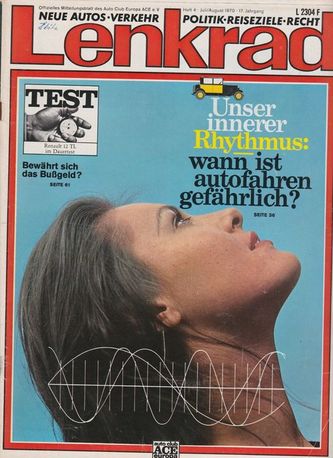 Offizielles Mitteilungsblatt des Auto Club Europa ACE e.V.
Heft 4 · Juli/August 1970 · 17. Jahrgang
L 2304 F
NEUE AUTOS·VERKEHR
POLITIK·REISEZIELE·RECHT
Lenkrad
TEST
Renault 12 TL
im Dauertest
Bewährt sich
das Bußgeld?
SEITE 61
Unser
innerer
Rhythmus:
wann ist
autofahren
gefährlich?
SEITE 36
auto club
ACE
europa